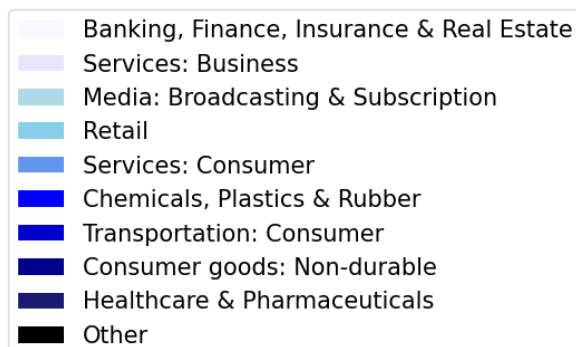 Banking, Finance, Insurance & Real Estate
Services: Business
Media: Broadcasting & Subscription
Retail
Services: Consumer
Chemicals, Plastics & Rubber
Transportation: Consumer
Consumer goods: Non-durable
Healthcare & Pharmaceuticals
Other